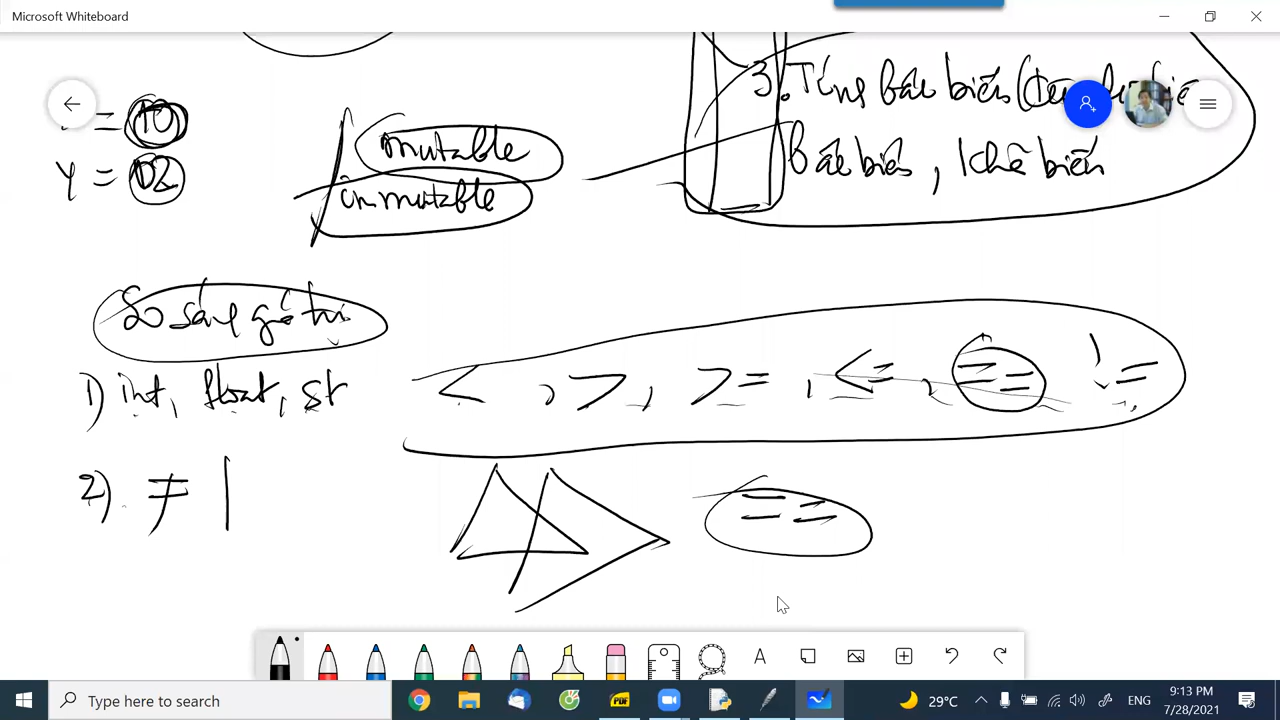 Microsoft Whiteboard
3. Tính bất biến
bất biến, khả biến
= 10
Y = 02
mutable
immutable
So sánh giá trị
1) int, float, st
< , > , >= , <= , == !=
2). ≠ |
==
Type here to search
29°C
ENG
9:13 PM
7/28/2021